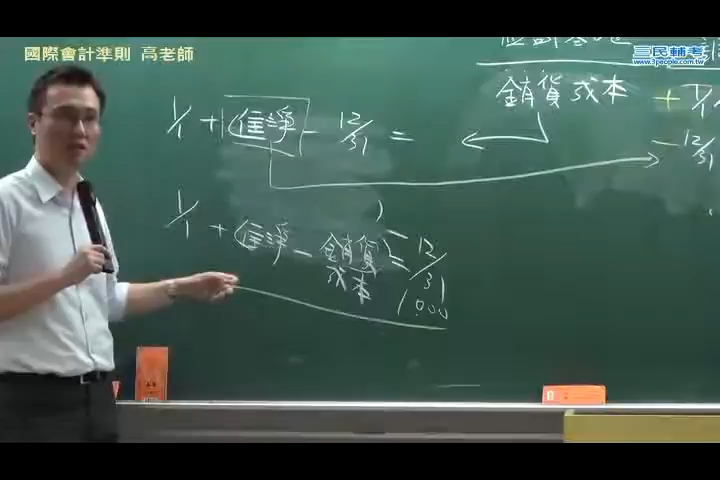 國際會計準則 高老師
三民輔考
www.3people.com.tw
銷貨成本
1/1 + 進淨 - 12/31 =
+ 1/1
- 12/31
1/1 + 進淨 - 銷貨成本 = 12/31
1000